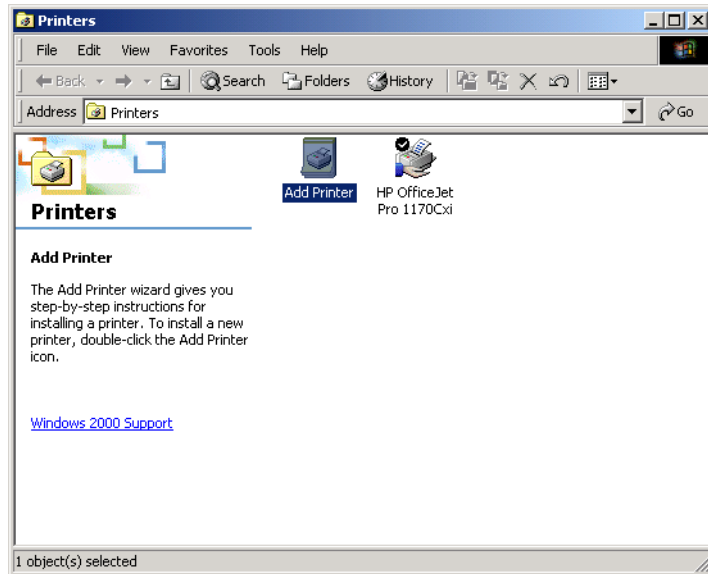 Printers
File Edit View Favorites Tools Help
Back Search Folders History
Address Printers Go
Printers
Add Printer
The Add Printer wizard gives you
step-by-step instructions for
installing a printer. To install a new
printer, double-click the Add Printer
icon.
Windows 2000 Support
Add Printer
HP OfficeJet
Pro 1170Cxi
1 object(s) selected